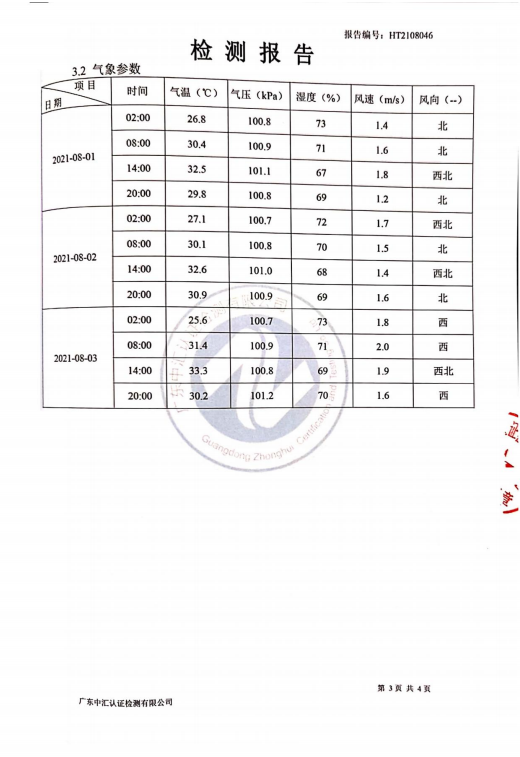 报告编号：HT2108046
检 测 报 告
3.2 气象参数
项目 日期 时间 气温（℃） 气压（kPa） 湿度（%） 风速（m/s） 风向（--）
2021-08-01 02:00 26.8 100.8 73 1.4 北
08:00 30.4 100.9 71 1.6 北
14:00 32.5 101.1 67 1.8 西北
20:00 29.8 100.8 69 1.2 北
2021-08-02 02:00 27.1 100.7 72 1.7 西北
08:00 30.1 100.8 70 1.5 北
14:00 32.6 101.0 68 1.4 西北
20:00 30.9 100.9 69 1.6 北
2021-08-03 02:00 25.6 100.7 73 1.8 西
08:00 31.4 100.9 71 2.0 西
14:00 33.3 100.8 69 1.9 西北
20:00 30.2 101.2 70 1.6 西
Guangdong Zhonghui Certification and
第 3 页 共 4 页
广东中汇认证检测有限公司